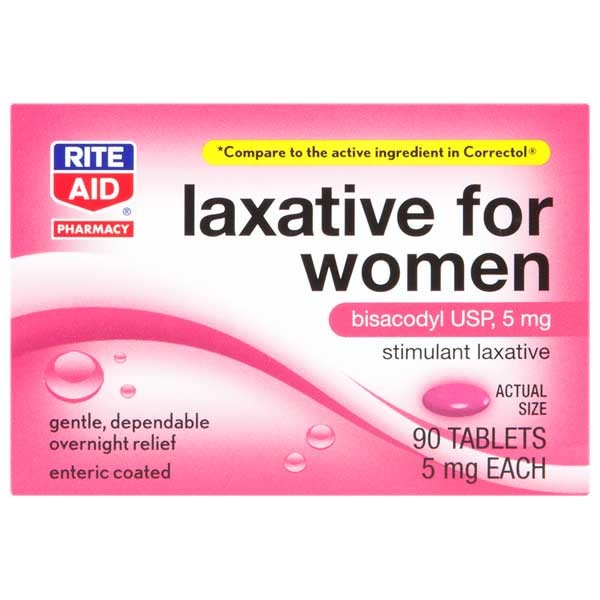 RITE
AID®
PHARMACY
*Compare to the active ingredient in Correctol®
laxative for
women
bisacodyl USP, 5 mg
stimulant laxative
ACTUAL
SIZE
gentle, dependable
overnight relief
enteric coated
90 TABLETS
5 mg EACH